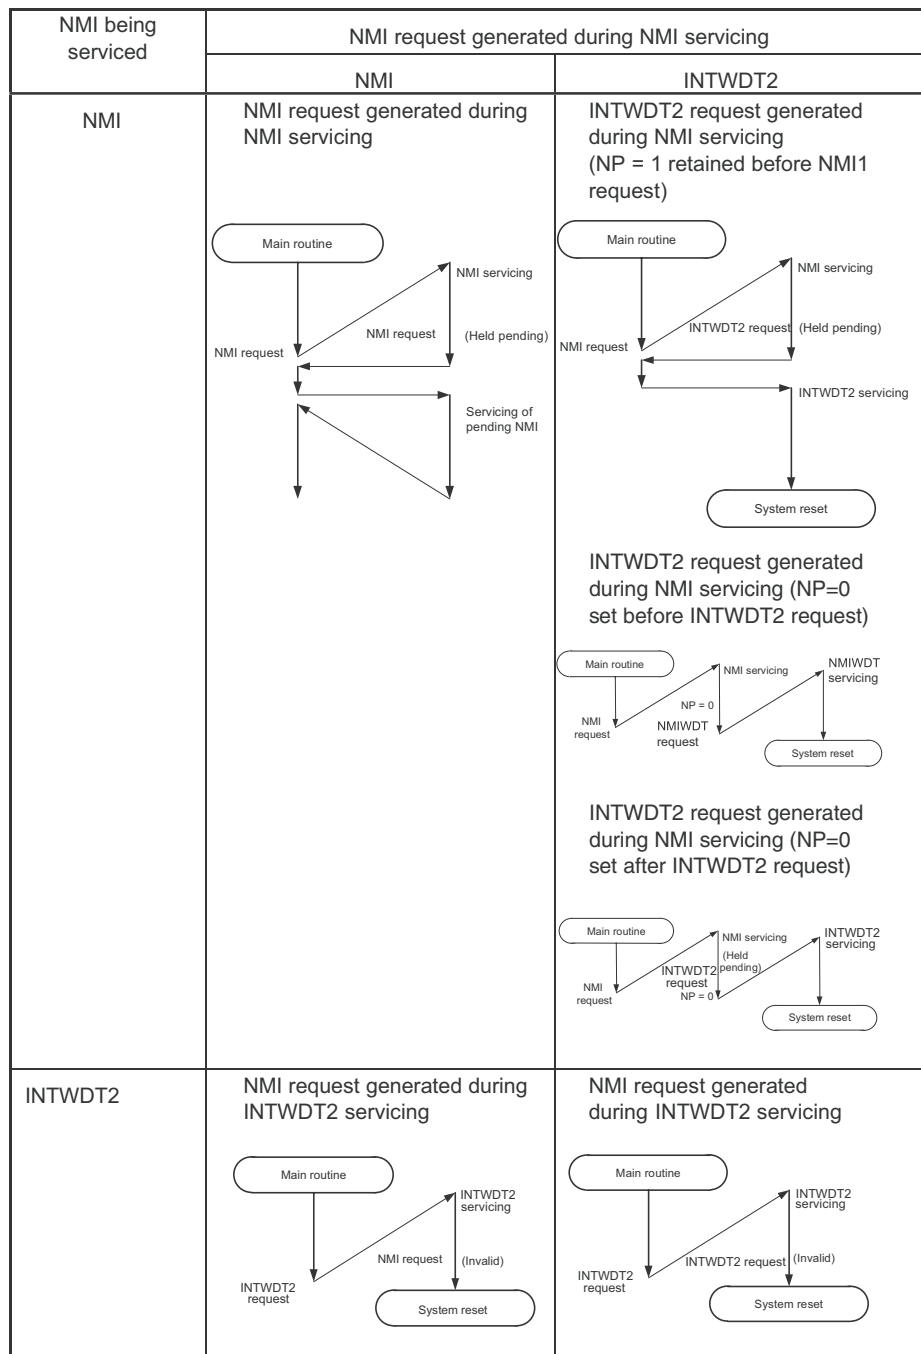 NMI being
serviced
NMI request generated during NMI servicing
NMI
INTWDT2
NMI
NMI request generated during
NMI servicing
Main routine
NMI servicing
NMI request
(Held pending)
NMI request
Servicing of
pending NMI
INTWDT2 request generated
during NMI servicing
(NP = 1 retained before NMI1
request)
Main routine
NMI servicing
INTWDT2 request
(Held pending)
NMI request
INTWDT2 servicing
System reset
INTWDT2 request generated
during NMI servicing (NP=0
set before INTWDT2 request)
Main routine
NMI servicing
NMIWDT
servicing
NP = 0
NMI
request
NMIWDT
request
System reset
INTWDT2 request generated
during NMI servicing (NP=0
set after INTWDT2 request)
Main routine
NMI servicing
INTWDT2
servicing
(Held
pending)
INTWDT2
request
NMI
request
NP = 0
System reset
INTWDT2
NMI request generated during
INTWDT2 servicing
Main routine
INTWDT2
servicing
NMI request
(Invalid)
INTWDT2
request
System reset
NMI request generated
during INTWDT2 servicing
Main routine
INTWDT2
servicing
INTWDT2 request
(Invalid)
INTWDT2
request
System reset